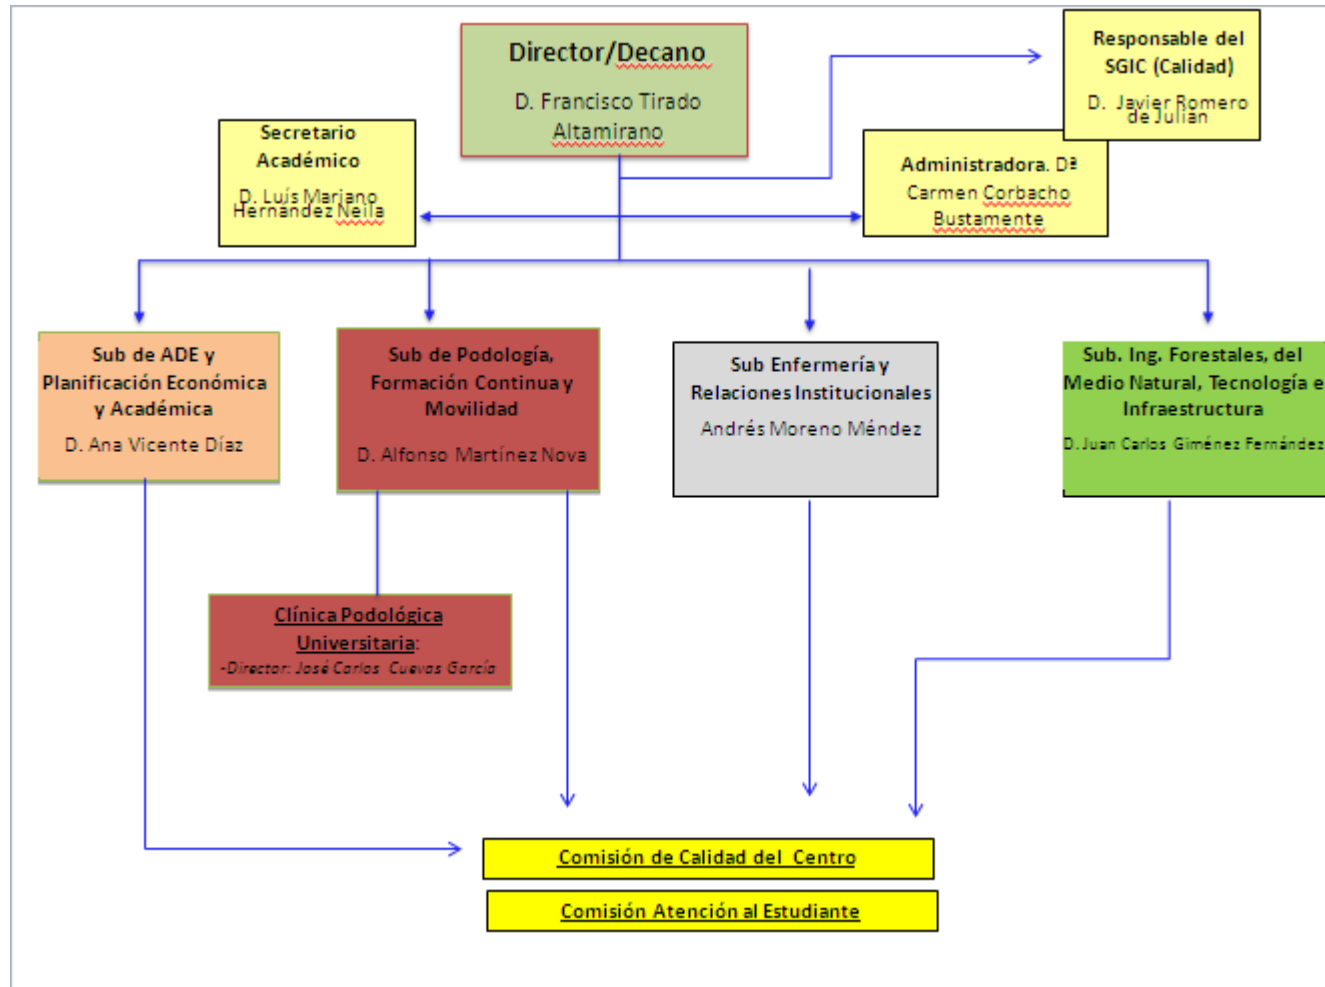 Director/Decano
D. Francisco Tirado
Altamirano
Responsable del
SGIC (Calidad)
D. Javier Romero
de Julián
Secretario
Académico
D. Luís Mariano
Hernández Neila
Administradora. Dª
Carmen Corbacho
Bustamente
Sub de ADE y
Planificación Económica
y Académica
D. Ana Vicente Díaz
Sub de Podología,
Formación Continua y
Movilidad
D. Alfonso Martínez Nova
Sub Enfermería y
Relaciones Institucionales
Andrés Moreno Méndez
Sub. Ing. Forestales, del
Medio Natural, Tecnología e
Infraestructura
D. Juan Carlos Giménez Fernández
Clínica Podológica
Universitaria:
-Director: José Carlos Cuevas García
Comisión de Calidad del Centro
Comisión Atención al Estudiante